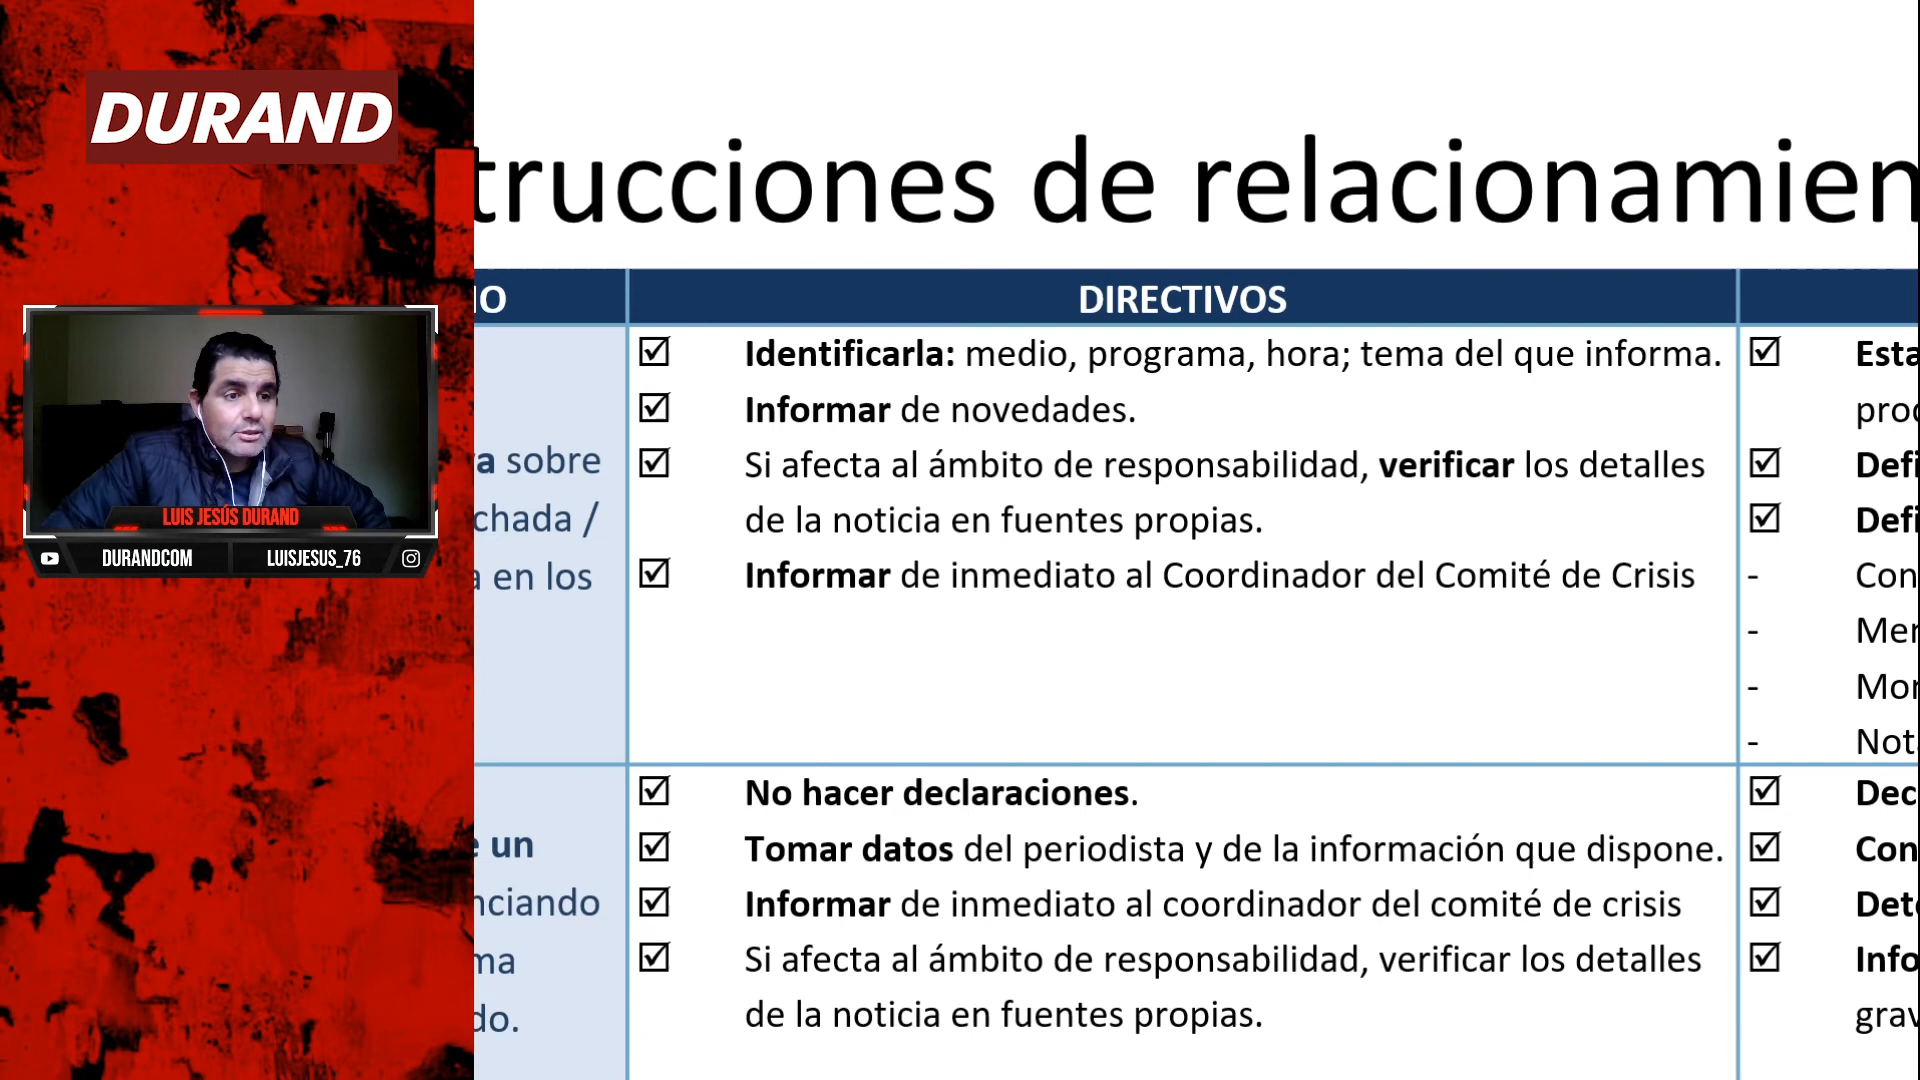 DURAND
LUIS JESÚS DURAND
DURANDCOM
LUISJESUS_76
trucciones de relacionamien
IO
DIRECTIVOS
a sobre
chada /
a en los
☑ Identificarla: medio, programa, hora; tema del que informa.
☑ Informar de novedades.
☑ Si afecta al ámbito de responsabilidad, verificar los detalles
de la noticia en fuentes propias.
☑ Informar de inmediato al Coordinador del Comité de Crisis
☑ Esta
proc
☑ Defi
☑ Defi
- Con
- Mer
- Mor
- Not
e un
nciando
ma
do.
☑ No hacer declaraciones.
☑ Tomar datos del periodista y de la información que dispone.
☑ Informar de inmediato al coordinador del comité de crisis
☑ Si afecta al ámbito de responsabilidad, verificar los detalles
de la noticia en fuentes propias.
☑ Dec
☑ Con
☑ Dete
☑ Info
grav